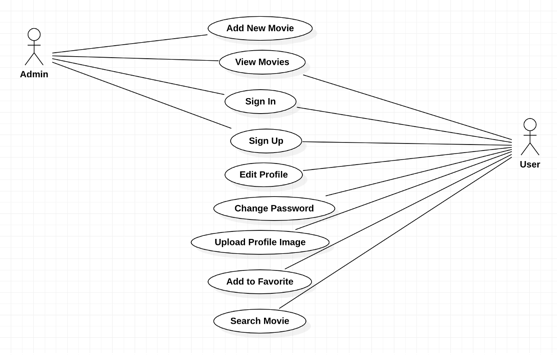 Add New Movie
View Movies
Admin
Sign In
Sign Up
User
Edit Profile
Change Password
Upload Profile Image
Add to Favorite
Search Movie